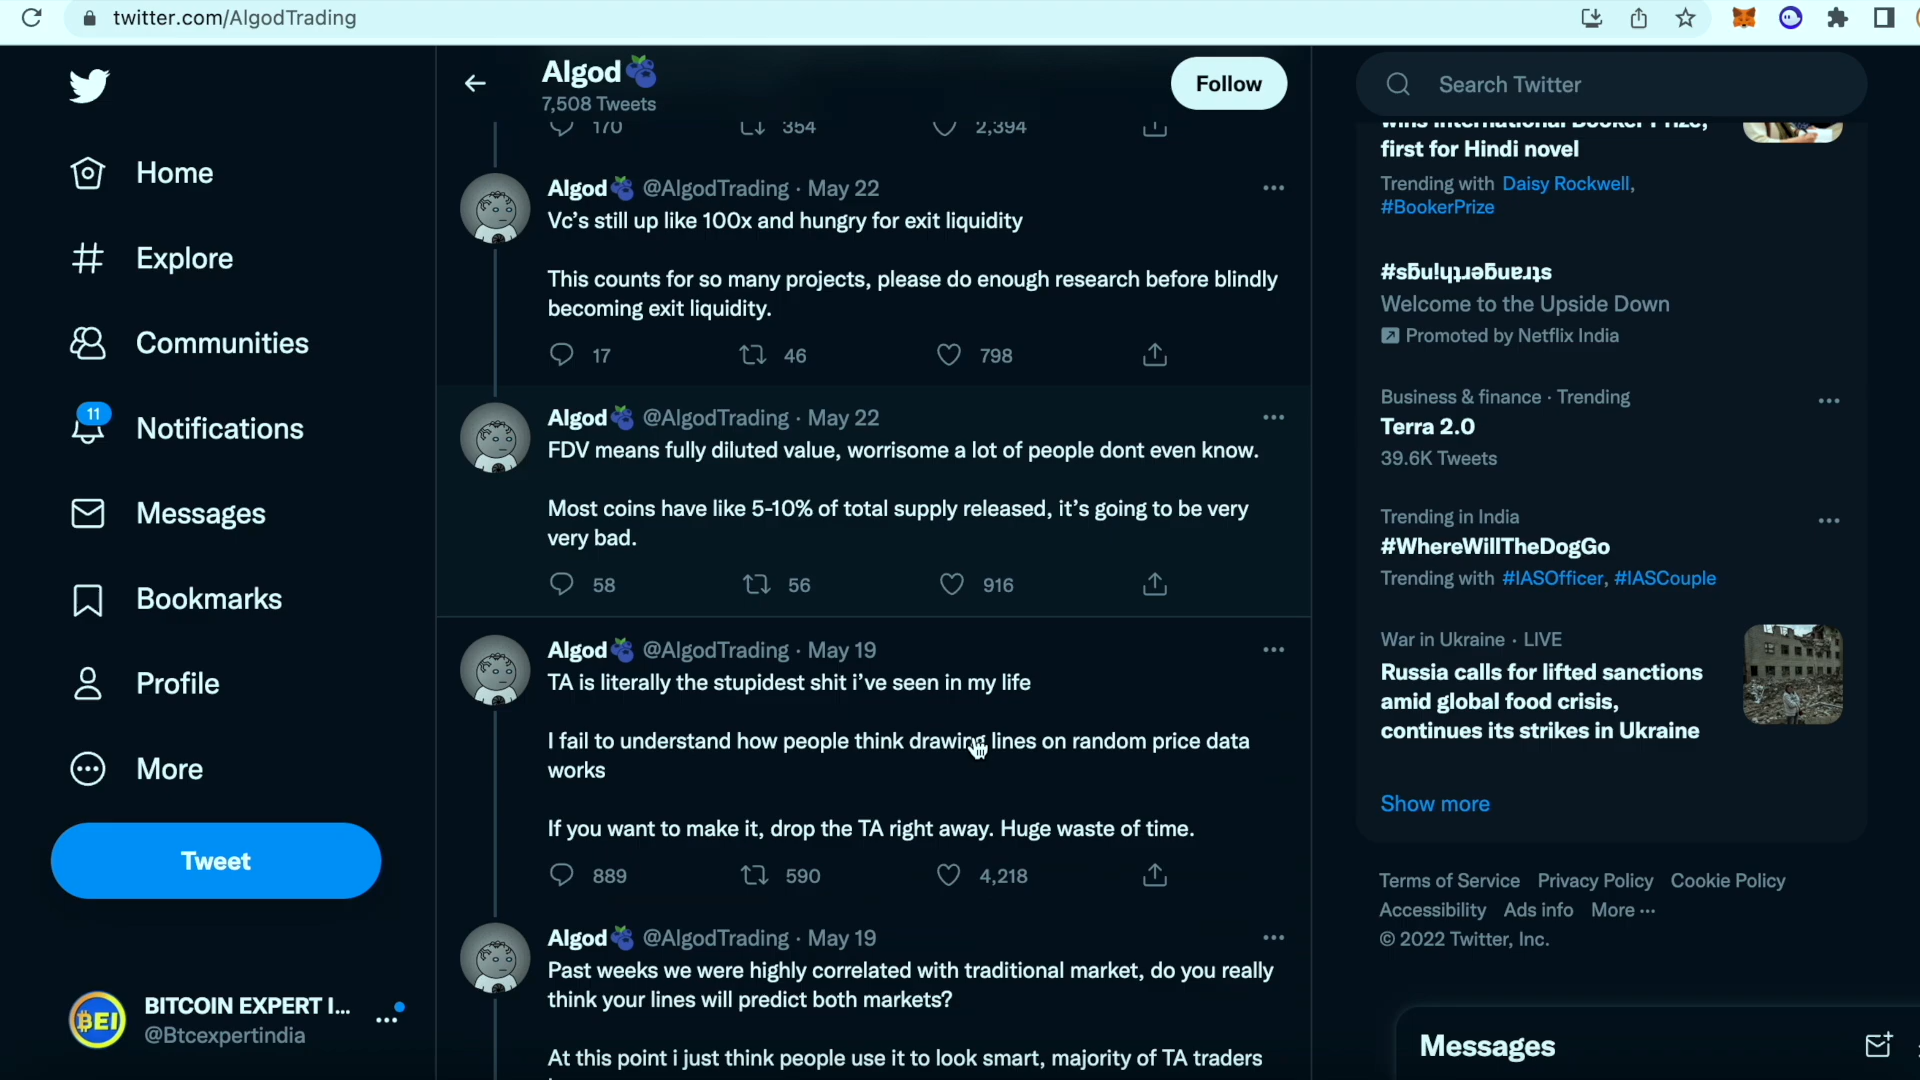 twitter.com/AlgodTrading
Home
Explore
Communities
11
Notifications
Messages
Bookmarks
Profile
More
Tweet
BITCOIN EXPERT I...
@Btcexpertindia
Algod
7,508 Tweets
Follow
170 354 2,394
Algod @AlgodTrading · May 22
Vc's still up like 100x and hungry for exit liquidity
This counts for so many projects, please do enough research before blindly
becoming exit liquidity.
17 46 798
Algod @AlgodTrading · May 22
FDV means fully diluted value, worrisome a lot of people dont even know.
Most coins have like 5-10% of total supply released, it's going to be very
very bad.
58 56 916
Algod @AlgodTrading · May 19
TA is literally the stupidest shit i've seen in my life
I fail to understand how people think drawing lines on random price data
works
If you want to make it, drop the TA right away. Huge waste of time.
889 590 4,218
Algod @AlgodTrading · May 19
Past weeks we were highly correlated with traditional market, do you really
think your lines will predict both markets?
At this point i just think people use it to look smart, majority of TA traders
Search Twitter
wins International Booker Prize,
first for Hindi novel
Trending with Daisy Rockwell,
#BookerPrize
#sƃuıɥʇɹǝƃuɐɹʇs
Welcome to the Upside Down
Promoted by Netflix India
Business & finance · Trending
Terra 2.0
39.6K Tweets
Trending in India
#WhereWillTheDogGo
Trending with #IASOfficer, #IASCouple
War in Ukraine · LIVE
Russia calls for lifted sanctions
amid global food crisis,
continues its strikes in Ukraine
Show more
Terms of Service Privacy Policy Cookie Policy
Accessibility Ads info More ···
© 2022 Twitter, Inc.
Messages